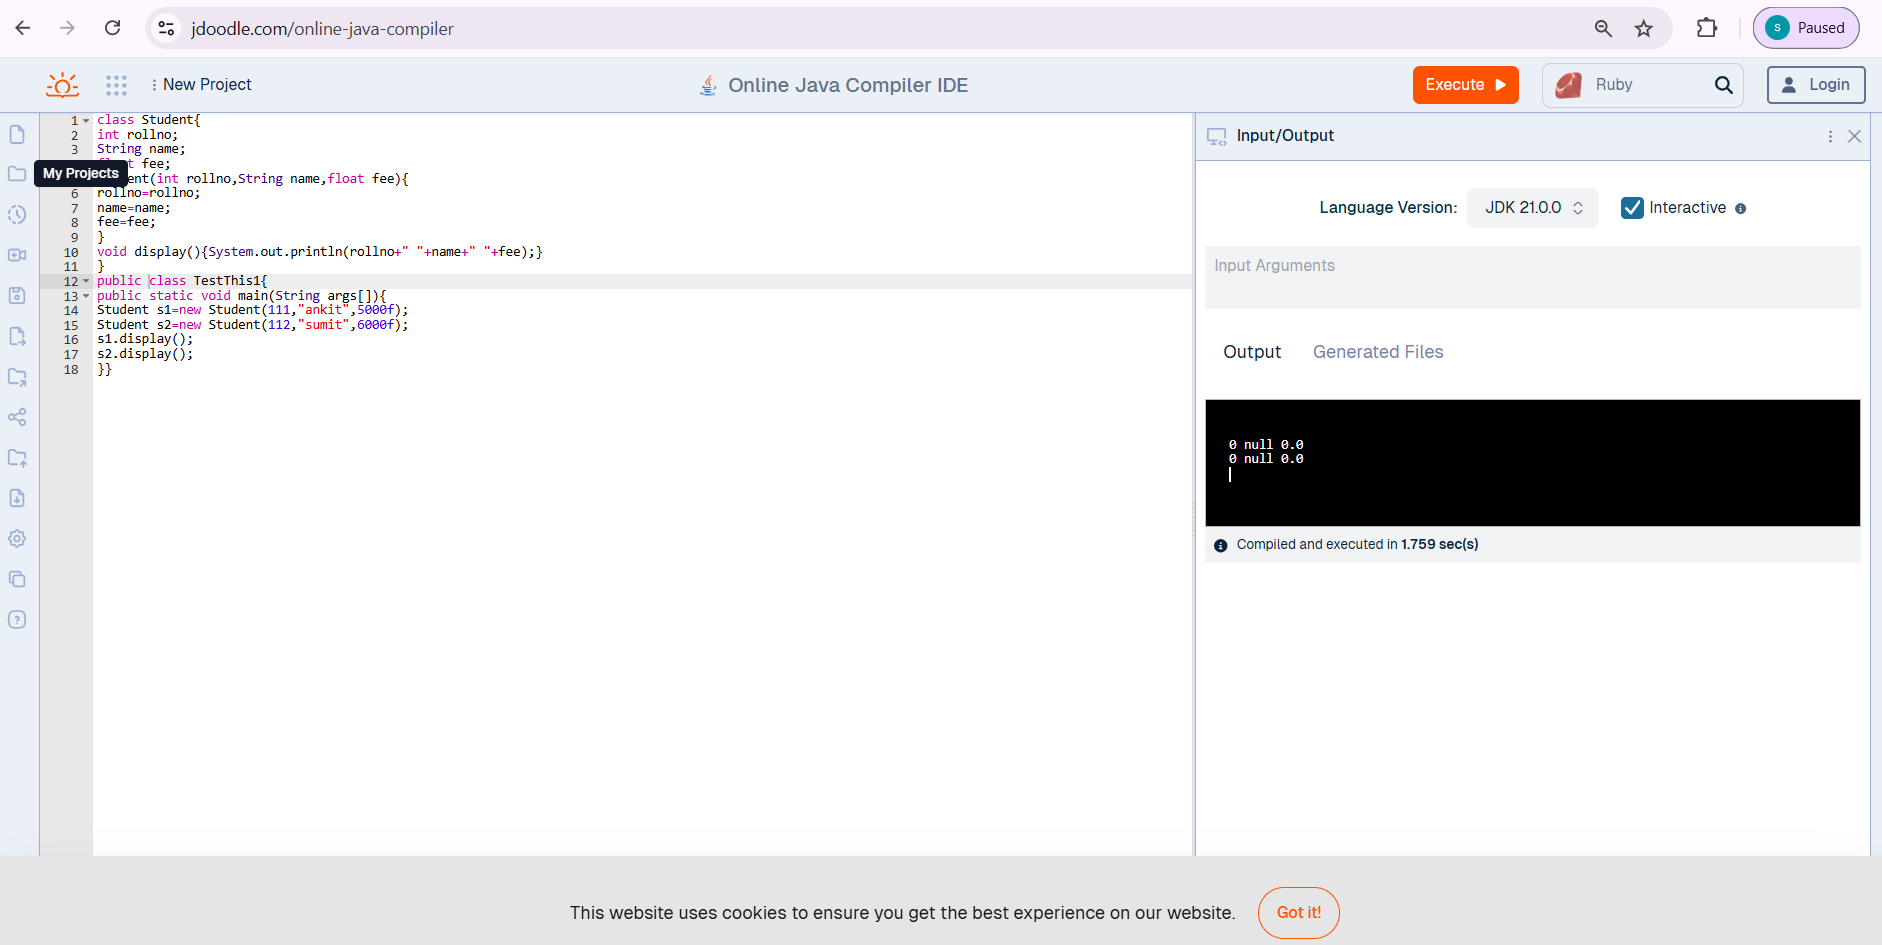 jdoodle.com/online-java-compiler
S Paused
New Project
Online Java Compiler IDE
Execute
Ruby
Login
1 class Student{
2 int rollno;
3 String name;
t fee;
My Projects
ent(int rollno,String name,float fee){
6 rollno=rollno;
7 name=name;
8 fee=fee;
9 }
10 void display(){System.out.println(rollno+" "+name+" "+fee);}
11 }
12 public class TestThis1{
13 public static void main(String args[]){
14 Student s1=new Student(111,"ankit",5000f);
15 Student s2=new Student(112,"sumit",6000f);
16 s1.display();
17 s2.display();
18 }}
Input/Output
Language Version: JDK 21.0.0 Interactive
Input Arguments
Output Generated Files
0 null 0.0
0 null 0.0
Compiled and executed in 1.759 sec(s)
This website uses cookies to ensure you get the best experience on our website. Got it!